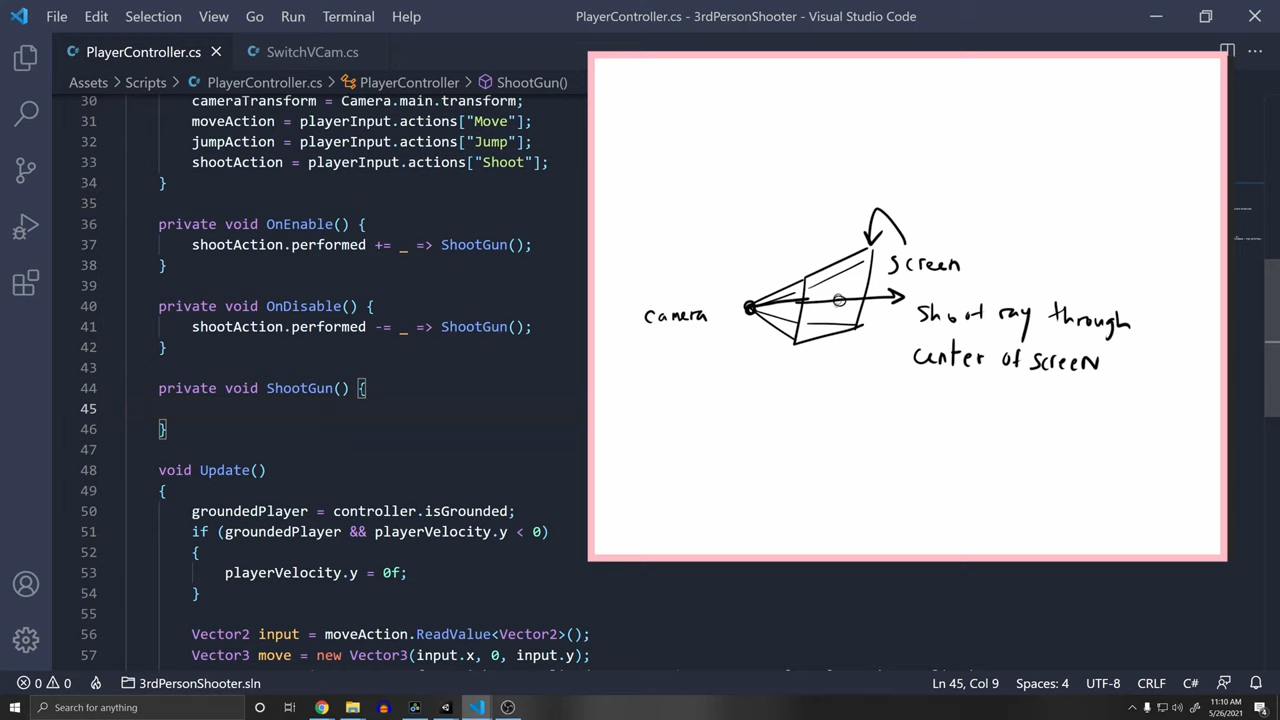 File Edit Selection View Go Run Terminal Help PlayerController.cs - 3rdPersonShooter - Visual Studio Code
PlayerController.cs SwitchVCam.cs
Assets > Scripts > PlayerController.cs > PlayerController > ShootGun()
30 cameraTransform = Camera.main.transform;
31 moveAction = playerInput.actions["Move"];
32 jumpAction = playerInput.actions["Jump"];
33 shootAction = playerInput.actions["Shoot"];
34 }
35
36 private void OnEnable() {
37 shootAction.performed += _ => ShootGun();
38 }
39
40 private void OnDisable() {
41 shootAction.performed -= _ => ShootGun();
42 }
43
44 private void ShootGun() {
45
46 }
47
48 void Update()
49 {
50 groundedPlayer = controller.isGrounded;
51 if (groundedPlayer && playerVelocity.y < 0)
52 {
53 playerVelocity.y = 0f;
54 }
55
56 Vector2 input = moveAction.ReadValue<Vector2>();
57 Vector3 move = new Vector3(input.x, 0, input.y);
screen
camera
shoot ray through
center of screen
0 0 3rdPersonShooter.sln Ln 45, Col 9 Spaces: 4 UTF-8 CRLF C#
Search for anything
11:10 AM
5/26/2021
4